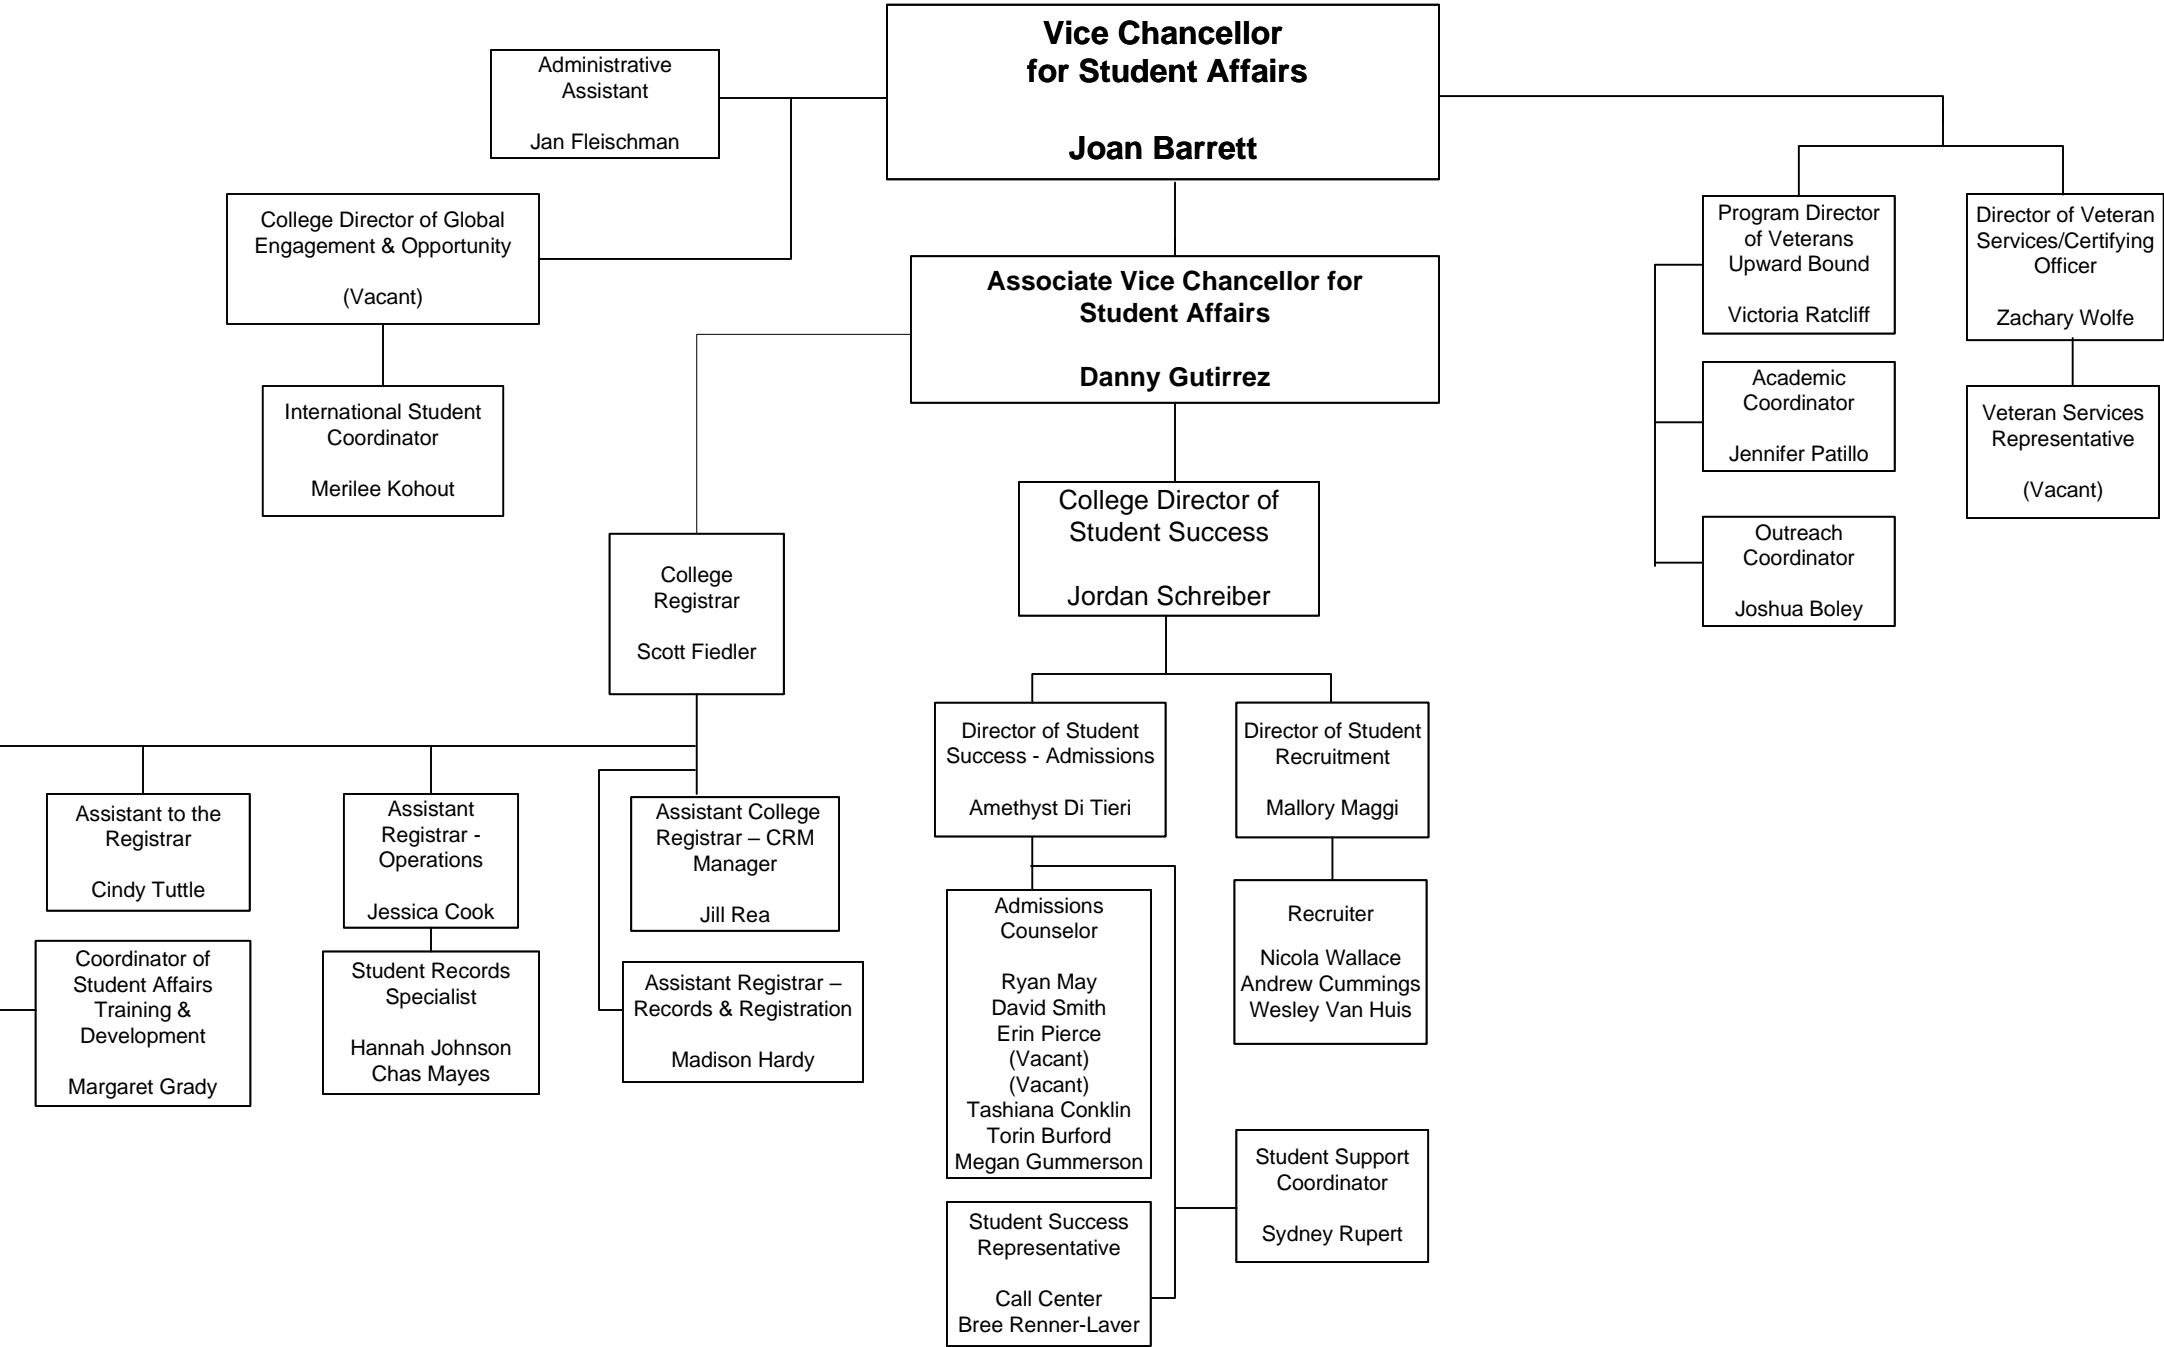 Vice Chancellor
for Student Affairs
Joan Barrett
Administrative
Assistant
Jan Fleischman
College Director of Global
Engagement & Opportunity
(Vacant)
International Student
Coordinator
Merilee Kohout
Associate Vice Chancellor for
Student Affairs
Danny Gutirrez
Program Director
of Veterans
Upward Bound
Victoria Ratcliff
Academic
Coordinator
Jennifer Patillo
Outreach
Coordinator
Joshua Boley
Director of Veteran
Services/Certifying
Officer
Zachary Wolfe
Veteran Services
Representative
(Vacant)
College
Registrar
Scott Fiedler
College Director of
Student Success
Jordan Schreiber
Assistant to the
Registrar
Cindy Tuttle
Coordinator of
Student Affairs
Training &
Development
Margaret Grady
Assistant
Registrar -
Operations
Jessica Cook
Student Records
Specialist
Hannah Johnson
Chas Mayes
Assistant College
Registrar – CRM
Manager
Jill Rea
Assistant Registrar –
Records & Registration
Madison Hardy
Director of Student
Success - Admissions
Amethyst Di Tieri
Admissions
Counselor
Ryan May
David Smith
Erin Pierce
(Vacant)
(Vacant)
Tashiana Conklin
Torin Burford
Megan Gummerson
Student Success
Representative
Call Center
Bree Renner-Laver
Director of Student
Recruitment
Mallory Maggi
Recruiter
Nicola Wallace
Andrew Cummings
Wesley Van Huis
Student Support
Coordinator
Sydney Rupert